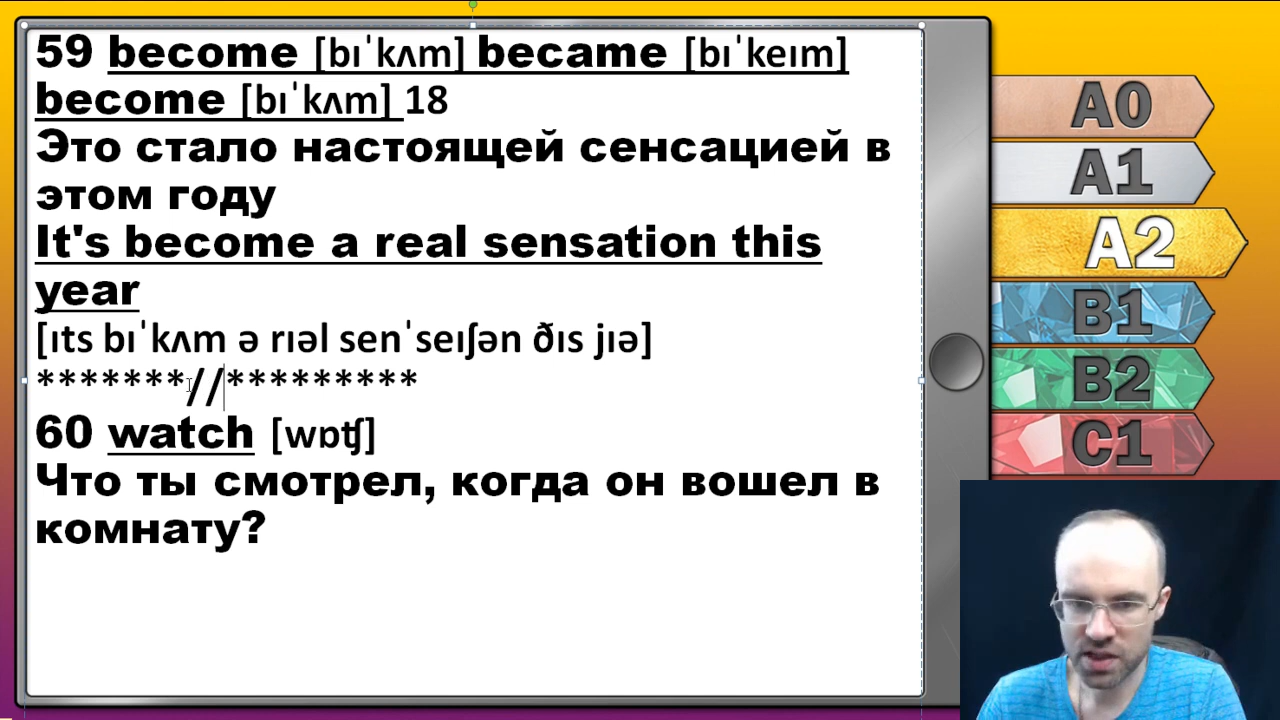 59 become [bɪˈkʌm] became [bɪˈkeɪm]
become [bɪˈkʌm] 18
Это стало настоящей сенсацией в
этом году
It's become a real sensation this
year
[ɪts bɪˈkʌm ə rɪəl senˈseɪʃən ðɪs jɪə]
*******//*********
60 watch [wɒʧ]
Что ты смотрел, когда он вошел в
комнату?
A0
A1
A2
B1
B2
C1